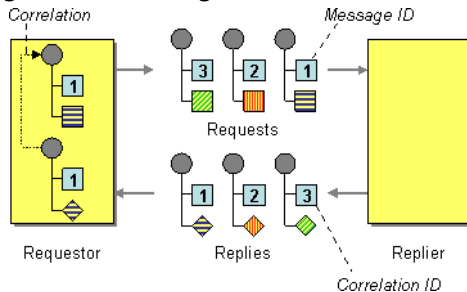 Correlation
Message ID
1
3 2 1
Requests
1
1 2 3
Requestor
Replies
Replier
Correlation ID